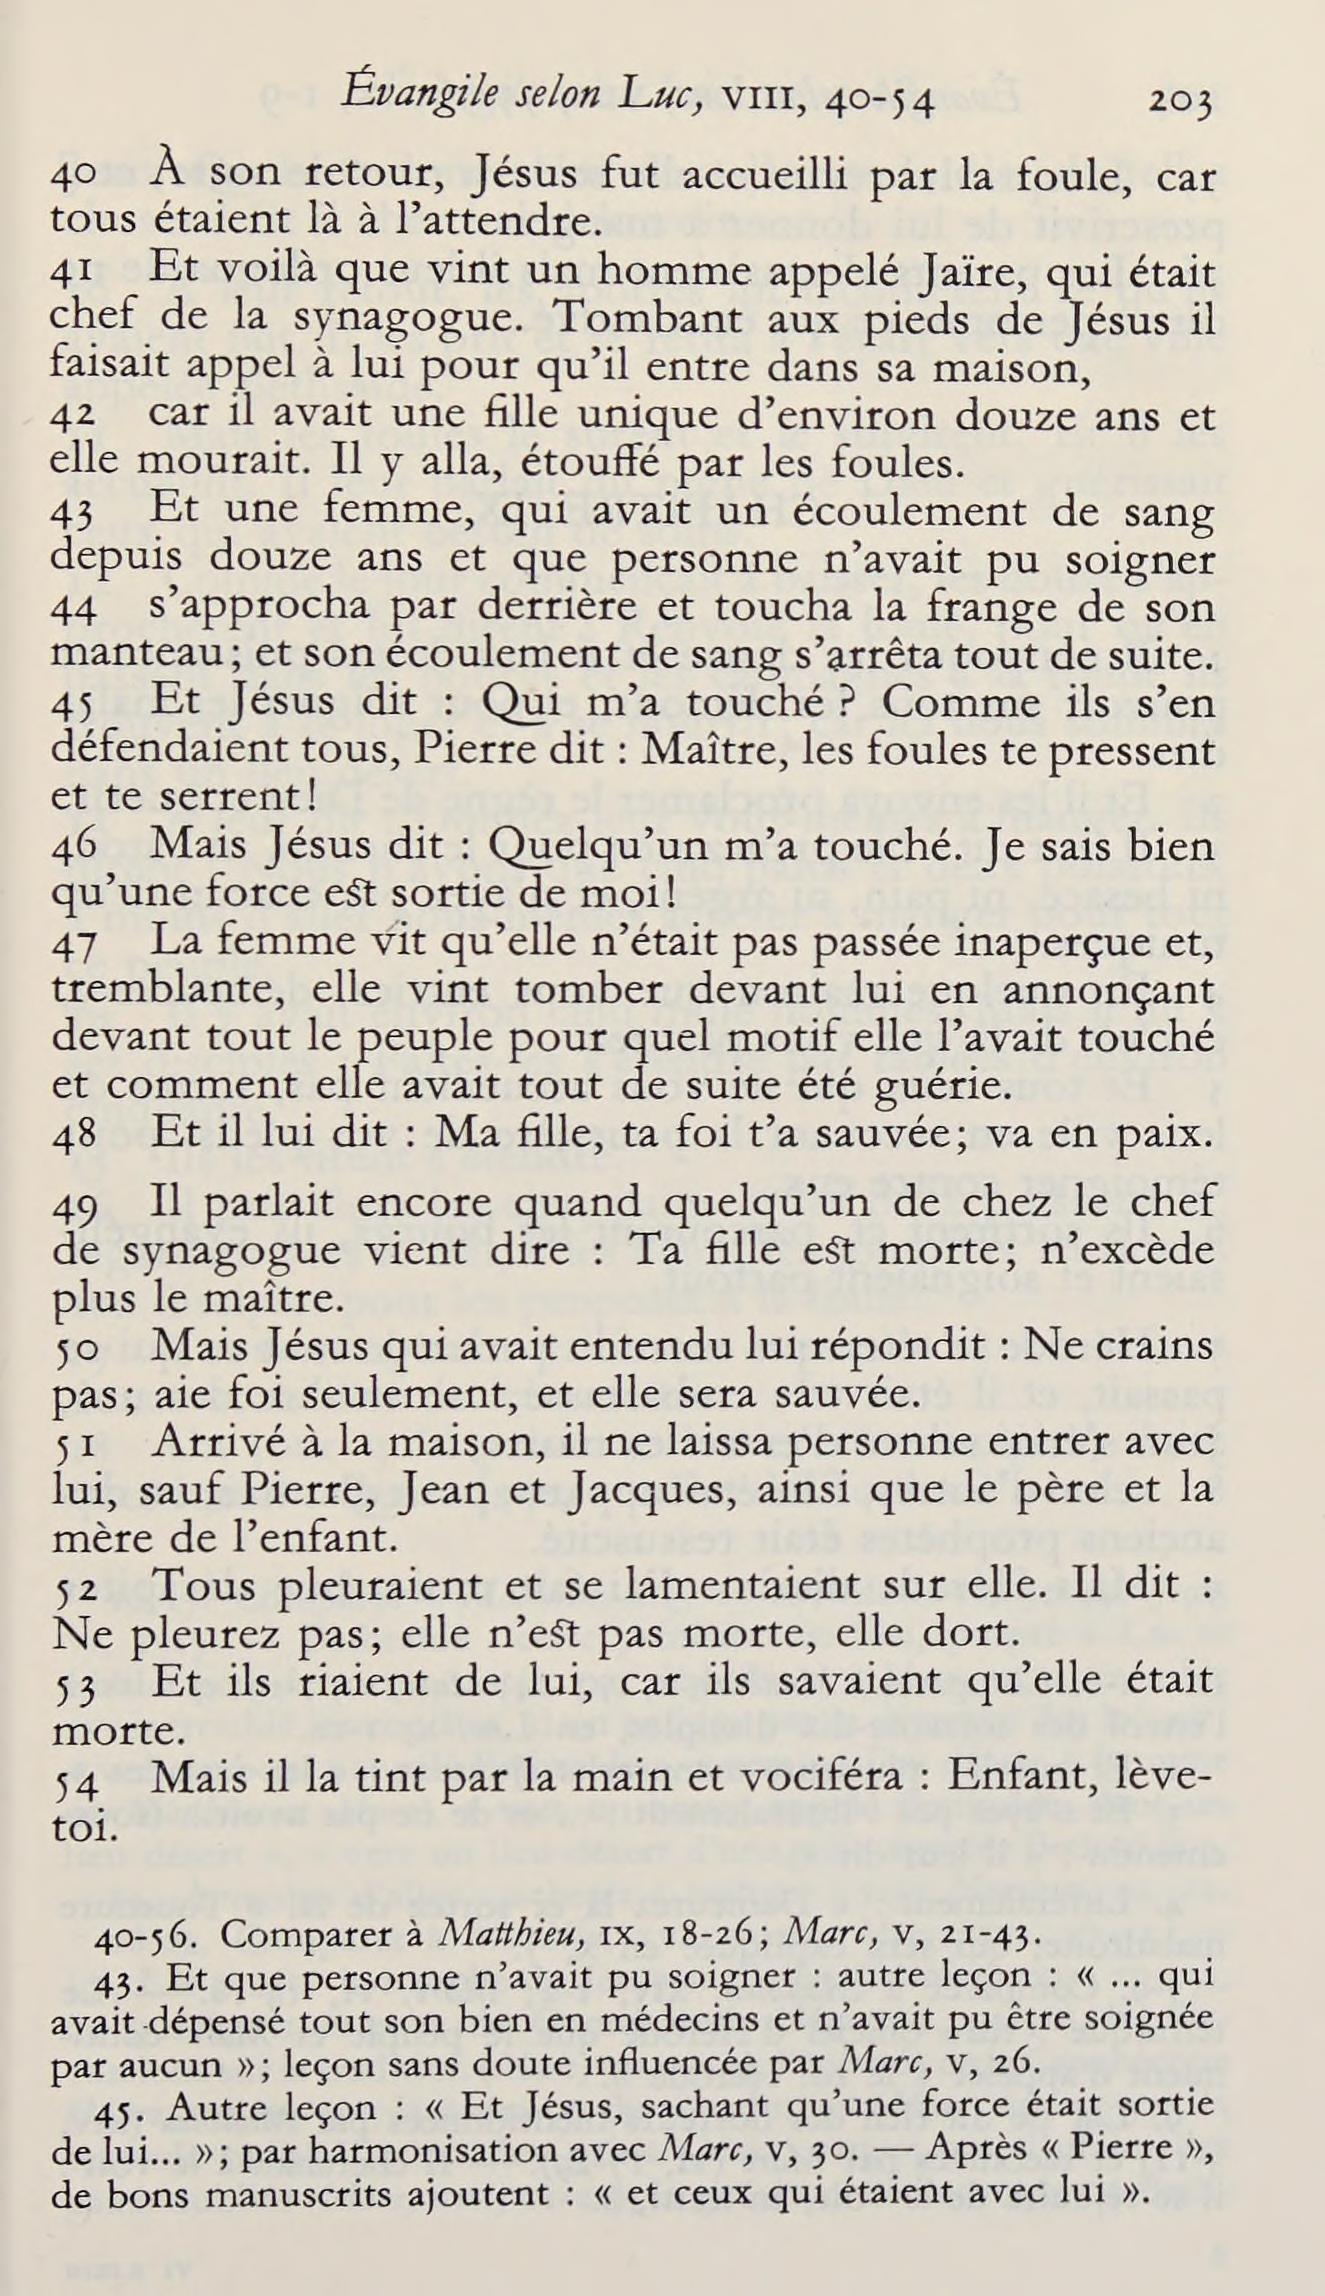 Évangile selon Luc, VIII, 40-54 203
40 À son retour, Jésus fut accueilli par la foule, car
tous étaient là à l’attendre.
41 Et voilà que vint un homme appelé Jaïre, qui était
chef de la synagogue. Tombant aux pieds de Jésus il
faisait appel à lui pour qu’il entre dans sa maison,
42 car il avait une fille unique d’environ douze ans et
elle mourait. Il y alla, étouffé par les foules.
43 Et une femme, qui avait un écoulement de sang
depuis douze ans et que personne n’avait pu soigner
44 s’approcha par derrière et toucha la frange de son
manteau; et son écoulement de sang s’arrêta tout de suite.
45 Et Jésus dit : Qui m’a touché ? Comme ils s’en
défendaient tous, Pierre dit : Maître, les foules te pressent
et te serrent!
46 Mais Jésus dit : Quelqu’un m’a touché. Je sais bien
qu’une force est sortie de moi!
47 La femme vit qu’elle n’était pas passée inaperçue et,
tremblante, elle vint tomber devant lui en annonçant
devant tout le peuple pour quel motif elle l’avait touché
et comment elle avait tout de suite été guérie.
48 Et il lui dit : Ma fille, ta foi t’a sauvée; va en paix.
49 Il parlait encore quand quelqu’un de chez le chef
de synagogue vient dire : Ta fille est morte; n’excède
plus le maître.
50 Mais Jésus qui avait entendu lui répondit : Ne crains
pas; aie foi seulement, et elle sera sauvée.
51 Arrivé à la maison, il ne laissa personne entrer avec
lui, sauf Pierre, Jean et Jacques, ainsi que le père et la
mère de l’enfant.
52 Tous pleuraient et se lamentaient sur elle. Il dit :
Ne pleurez pas; elle n’est pas morte, elle dort.
53 Et ils riaient de lui, car ils savaient qu’elle était
morte.
54 Mais il la tint par la main et vociféra : Enfant, lève-
toi.
40-56. Comparer à Matthieu, IX, 18-26; Marc, V, 21-43.
43. Et que personne n’avait pu soigner : autre leçon : « ... qui
avait dépensé tout son bien en médecins et n’avait pu être soignée
par aucun »; leçon sans doute influencée par Marc, V, 26.
45. Autre leçon : « Et Jésus, sachant qu’une force était sortie
de lui... »; par harmonisation avec Marc, V, 30. — Après « Pierre »,
de bons manuscrits ajoutent : « et ceux qui étaient avec lui ».